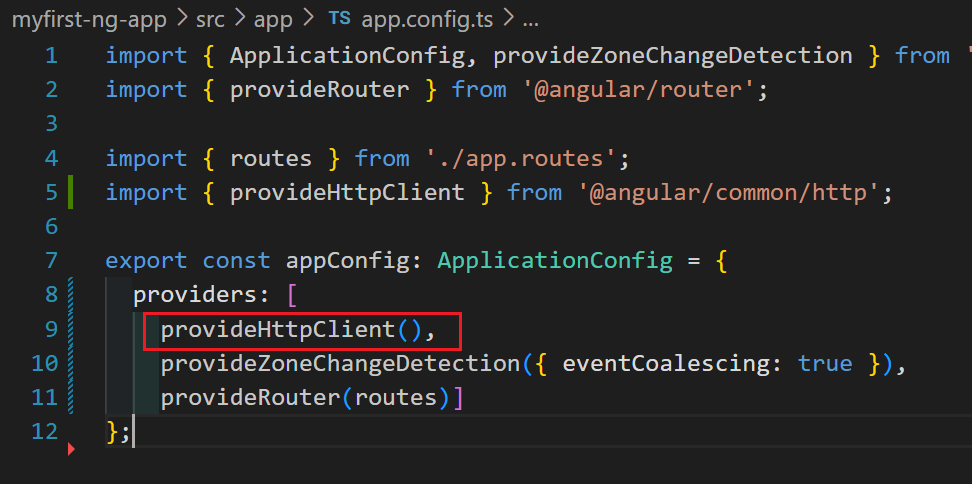 myfirst-ng-app > src > app > TS app.config.ts > ...
1 import { ApplicationConfig, provideZoneChangeDetection } from '
2 import { provideRouter } from '@angular/router';
3
4 import { routes } from './app.routes';
5 import { provideHttpClient } from '@angular/common/http';
6
7 export const appConfig: ApplicationConfig = {
8 providers: [
9 provideHttpClient(),
10 provideZoneChangeDetection({ eventCoalescing: true }),
11 provideRouter(routes)]
12 };